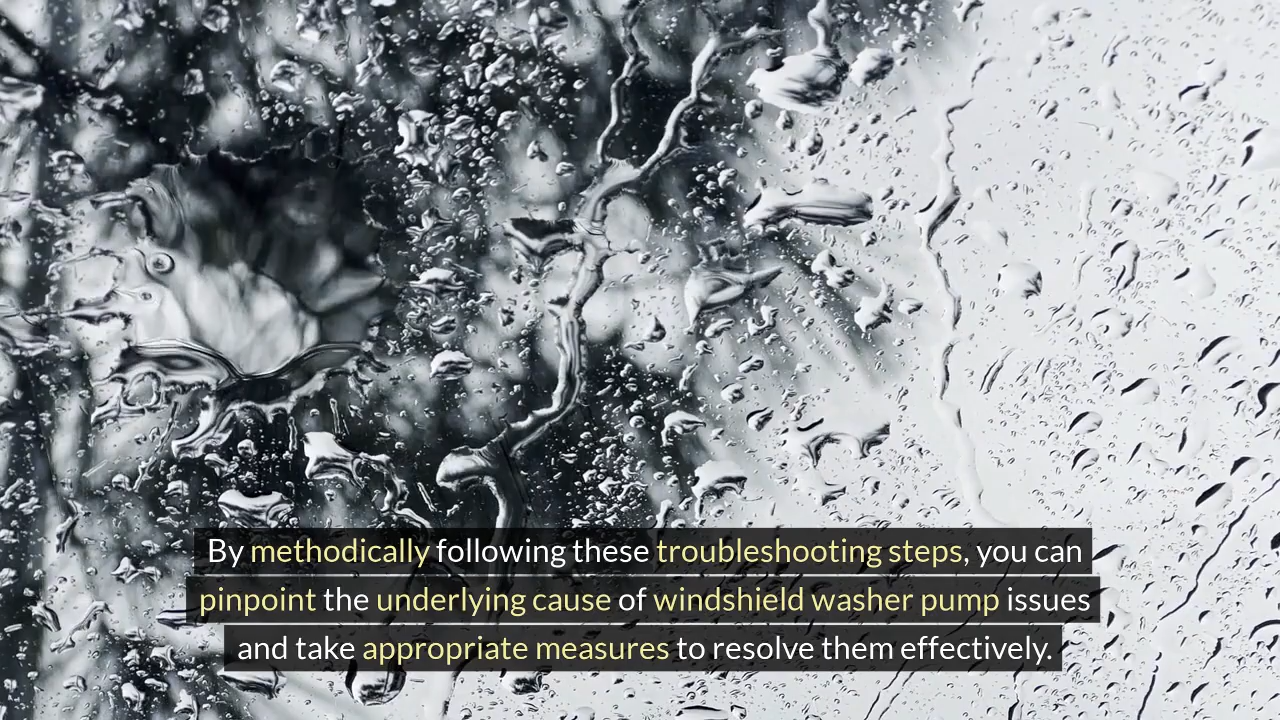 By methodically following these troubleshooting steps, you can
pinpoint the underlying cause of windshield washer pump issues
and take appropriate measures to resolve them effectively.